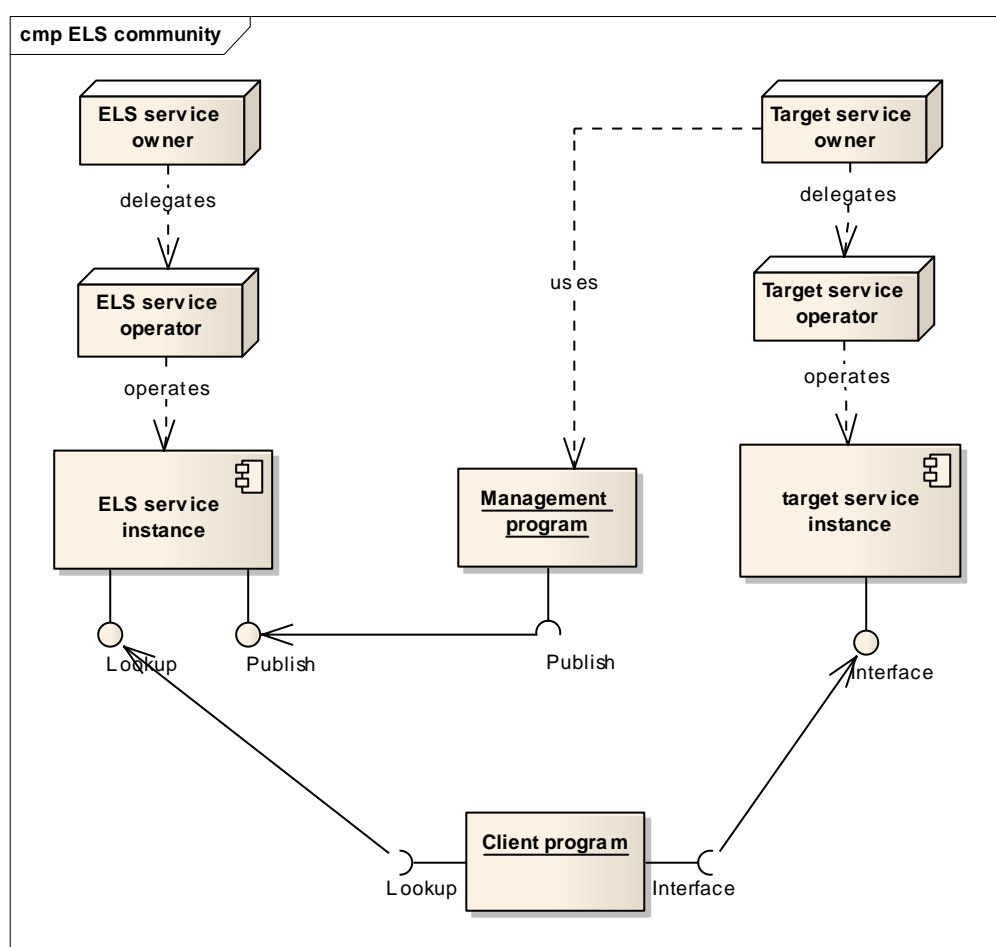 cmp ELS community
ELS service
owner
Target service
owner
delegates
delegates
ELS service
operator
Target service
operator
uses
operates
operates
ELS service
instance
Management
program
target service
instance
Lookup
Publish
Publish
Interface
Client program
Lookup
Interface